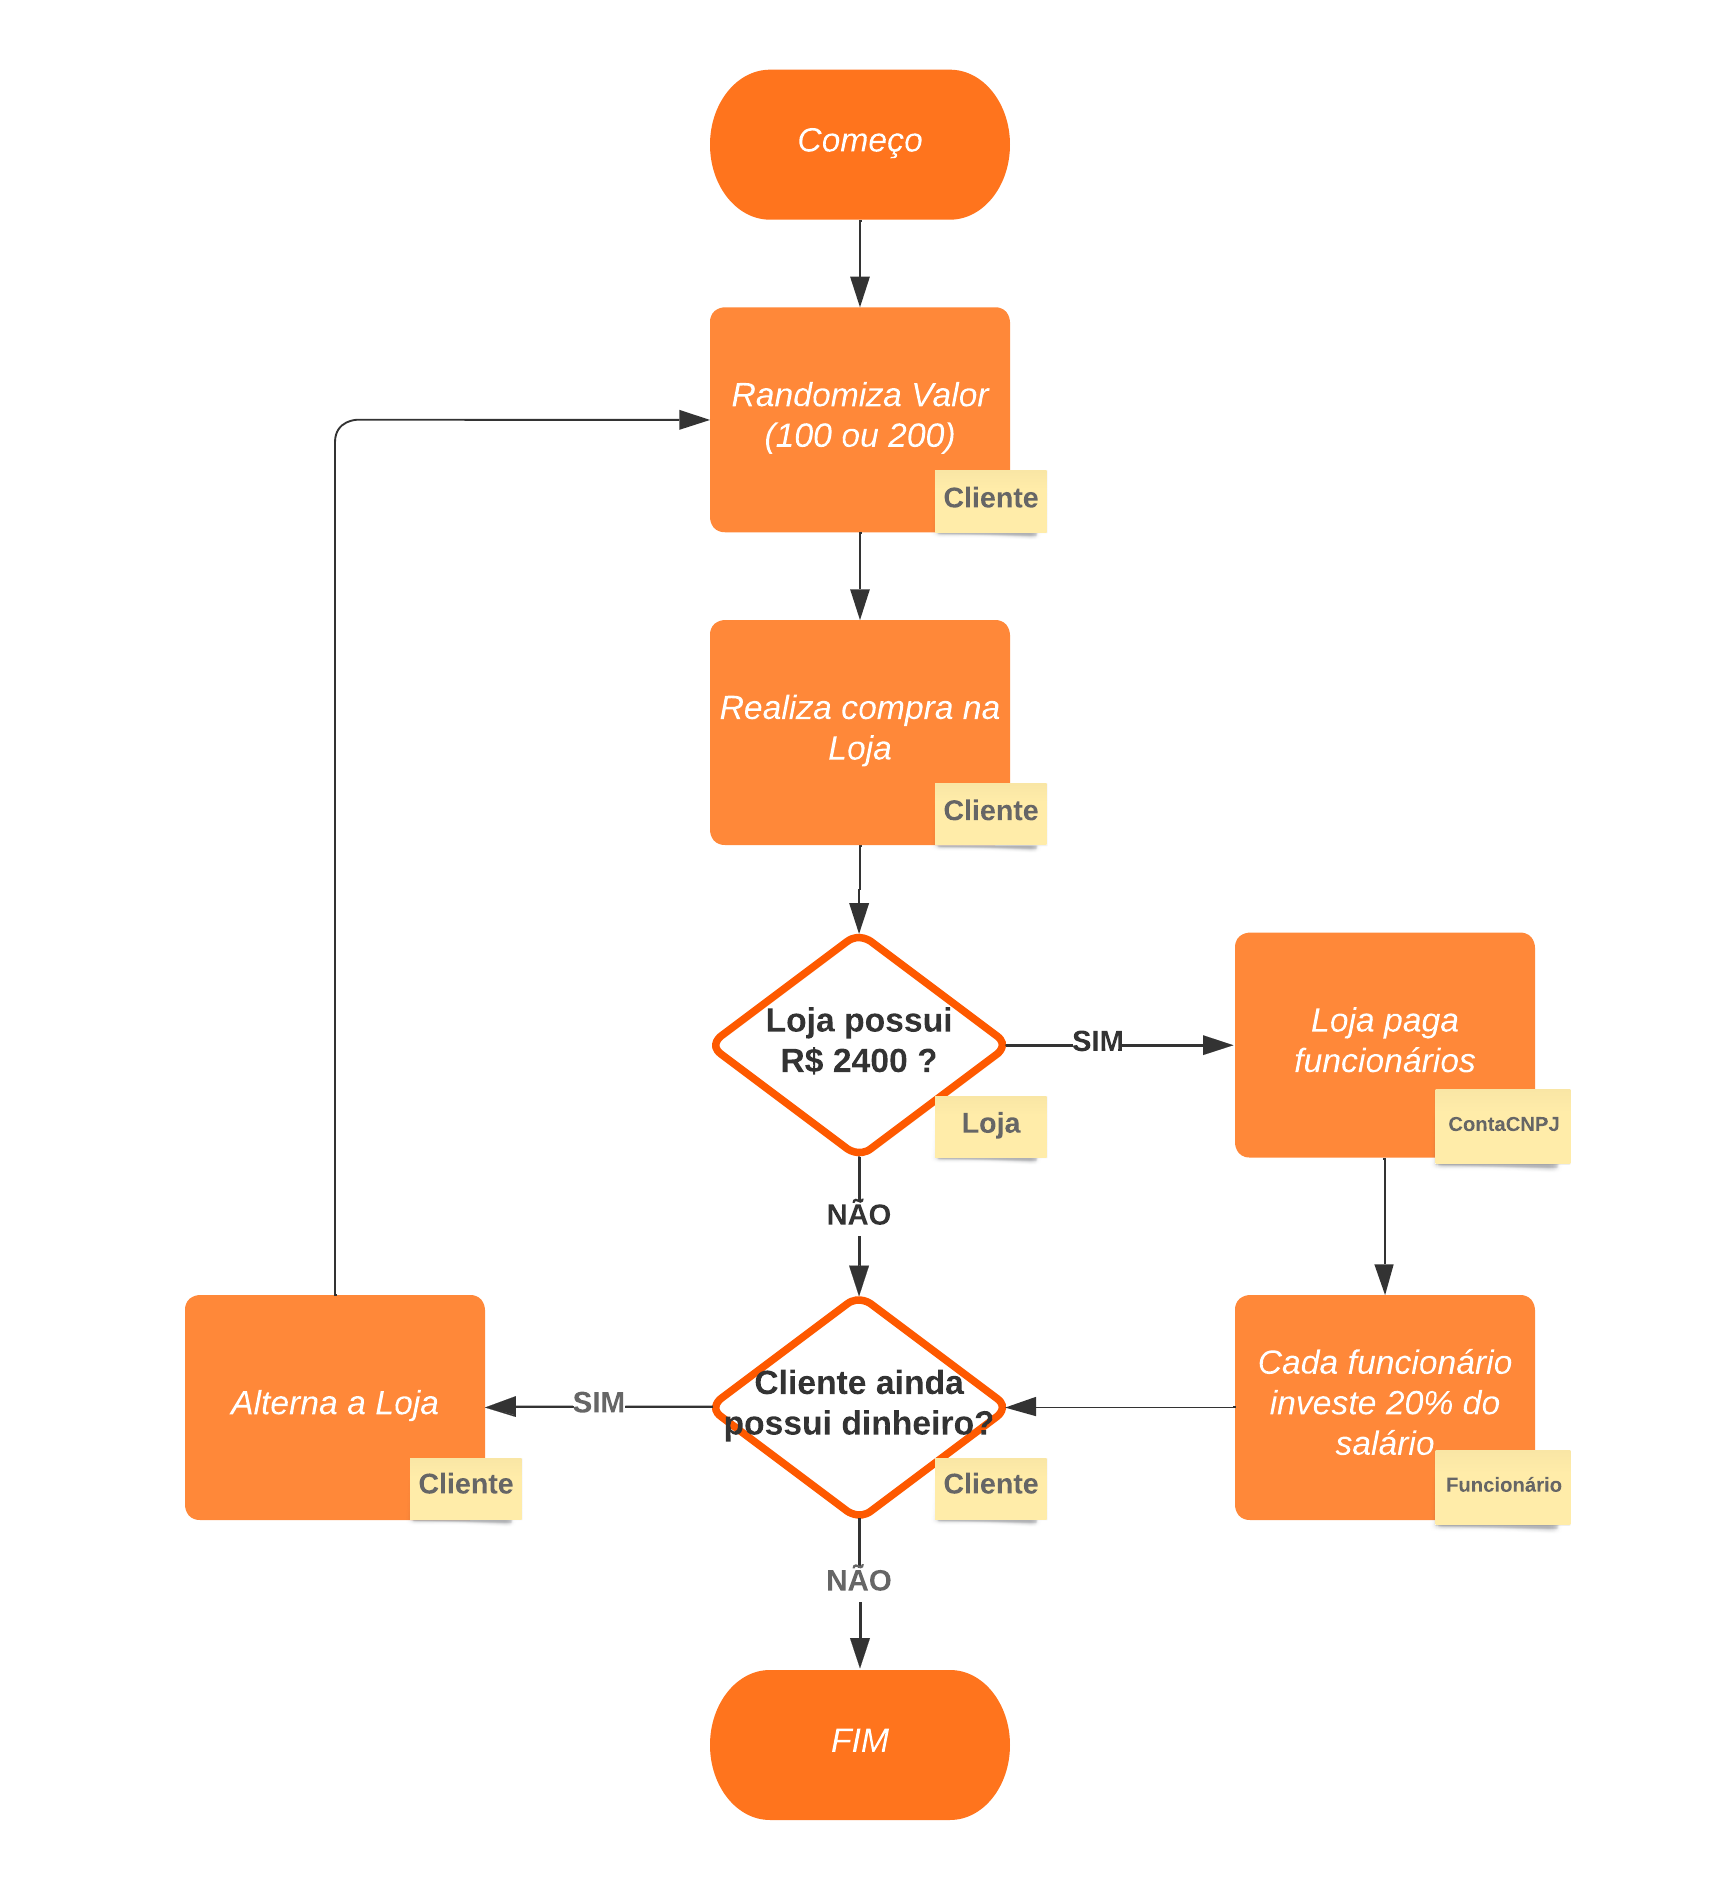 Começo
Randomiza Valor
(100 ou 200)
Cliente
Realiza compra na
Loja
Cliente
Loja possui
R$ 2400 ?
Loja
SIM
Loja paga
funcionários
ContaCNPJ
NÃO
Alterna a Loja
Cliente
SIM
Cliente ainda
possui dinheiro?
Cliente
Cada funcionário
investe 20% do
salário
Funcionário
NÃO
FIM